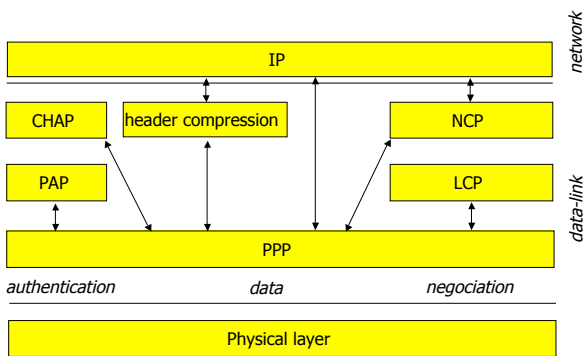 network
IP
CHAP
header compression
NCP
PAP
LCP
data-link
PPP
authentication
data
negociation
Physical layer